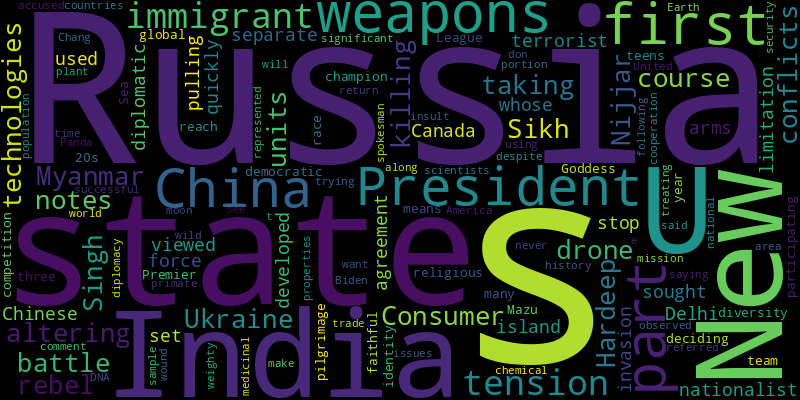 accused countries immigrant weapons first Earth conflicts
Chang global separate significant League terrorist teens security
Russia
technologies used plant pulling quickly diplomatic
will champion don portion killing taking whose Nijjar course United
population Sea reach units represented return race spokesman insult Canada Sikh using despite arms limitation
time 20s Panda
Myanmar successful democratic trying along scientists Goddess following cooperation treating year said national
notes China President U New
state S
world moon wild see t means America religious never history stop mission saying area participating
competition three diplomacy Singh viewed force Premier primate developed properties want Biden agreement many drone e observed
Chinese altering set Ukraine pilgrimage trade faithful Consumer Mazu island Hardeep sought Delhi diversity
battle comment sample wound India issues identity invasion part referred deciding team
rebel DNA weighty medicinal make chemical tension nationalist